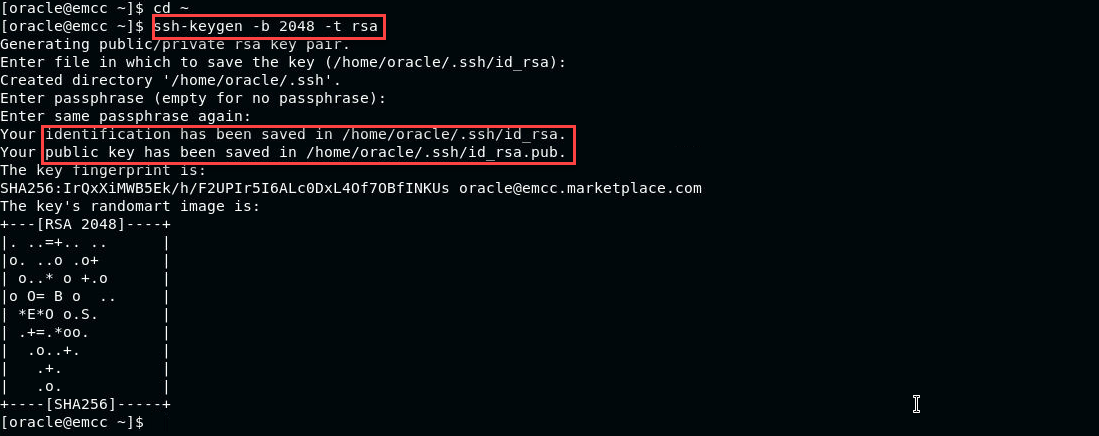 [oracle@emcc ~]$ cd ~
[oracle@emcc ~]$ ssh-keygen -b 2048 -t rsa
Generating public/private rsa key pair.
Enter file in which to save the key (/home/oracle/.ssh/id_rsa):
Created directory '/home/oracle/.ssh'.
Enter passphrase (empty for no passphrase):
Enter same passphrase again:
Your identification has been saved in /home/oracle/.ssh/id_rsa.
Your public key has been saved in /home/oracle/.ssh/id_rsa.pub.
The key fingerprint is:
SHA256:IrQxXiMWB5Ek/h/F2UPIr5I6ALc0DxL4Of7OBfINKUs oracle@emcc.marketplace.com
The key's randomart image is:
+---[RSA 2048]----+
|. ..=+.. ..      |
|o. ..o .o+       |
| o..* o +.o      |
|o O= B o  ..     |
| *E*O o.S.       |
| .+=.*oo.        |
|  .o..+.         |
|   .+.           |
|   .o.           |
+----[SHA256]-----+
[oracle@emcc ~]$